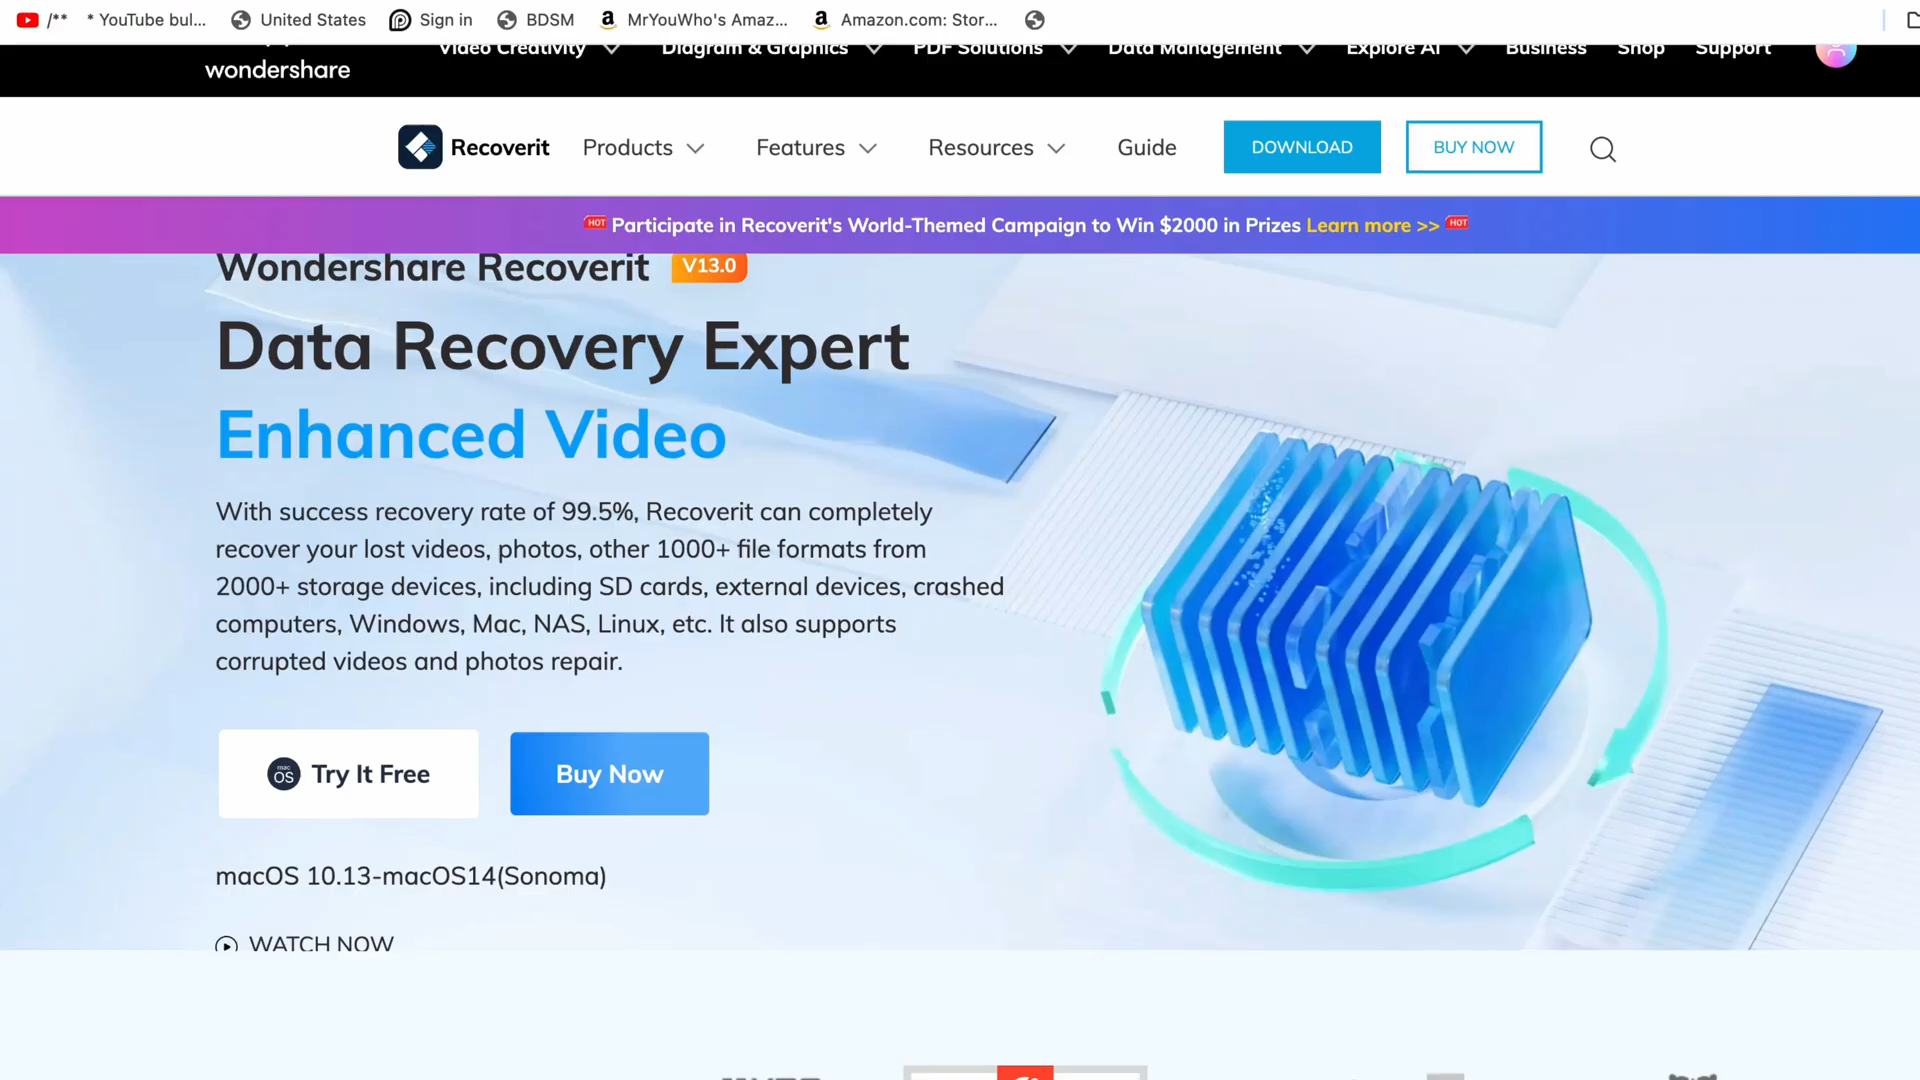 /** * YouTube bul... United States Sign in BDSM MrYouWho's Amaz... Amazon.com: Stor...
wondershare Video Creativity Diagram & Graphics PDF Solutions Data Management Explore AI Business Shop Support
Recoverit Products Features Resources Guide DOWNLOAD BUY NOW
HOT Participate in Recoverit's World-Themed Campaign to Win $2000 in Prizes Learn more >> HOT
Wondershare Recoverit V13.0
Data Recovery Expert
Enhanced Video
With success recovery rate of 99.5%, Recoverit can completely
recover your lost videos, photos, other 1000+ file formats from
2000+ storage devices, including SD cards, external devices, crashed
computers, Windows, Mac, NAS, Linux, etc. It also supports
corrupted videos and photos repair.
macOS Try It Free Buy Now
macOS 10.13-macOS14(Sonoma)
WATCH NOW